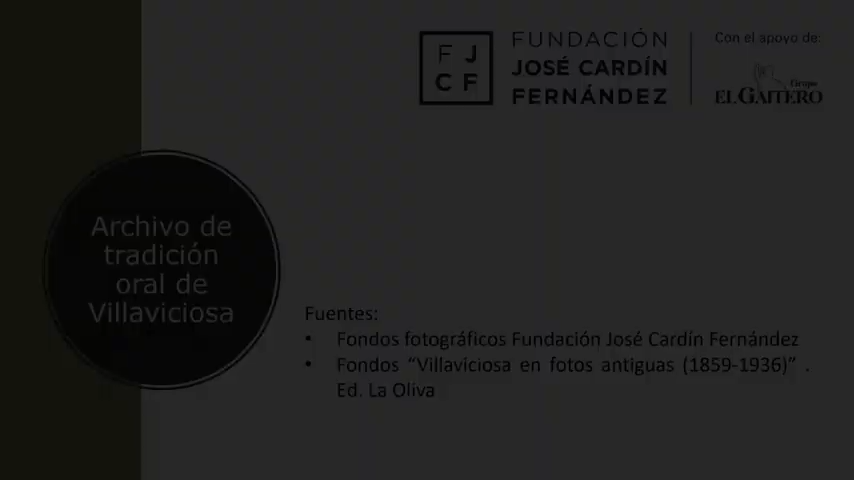 F J
C F
FUNDACIÓN
JOSÉ CARDÍN
FERNÁNDEZ
Con el apoyo de:
Grupo
EL GAITERO
Archivo de
tradición
oral de
Villaviciosa
Fuentes:
• Fondos fotográficos Fundación José Cardín Fernández
• Fondos “Villaviciosa en fotos antiguas (1859-1936)” .
Ed. La Oliva